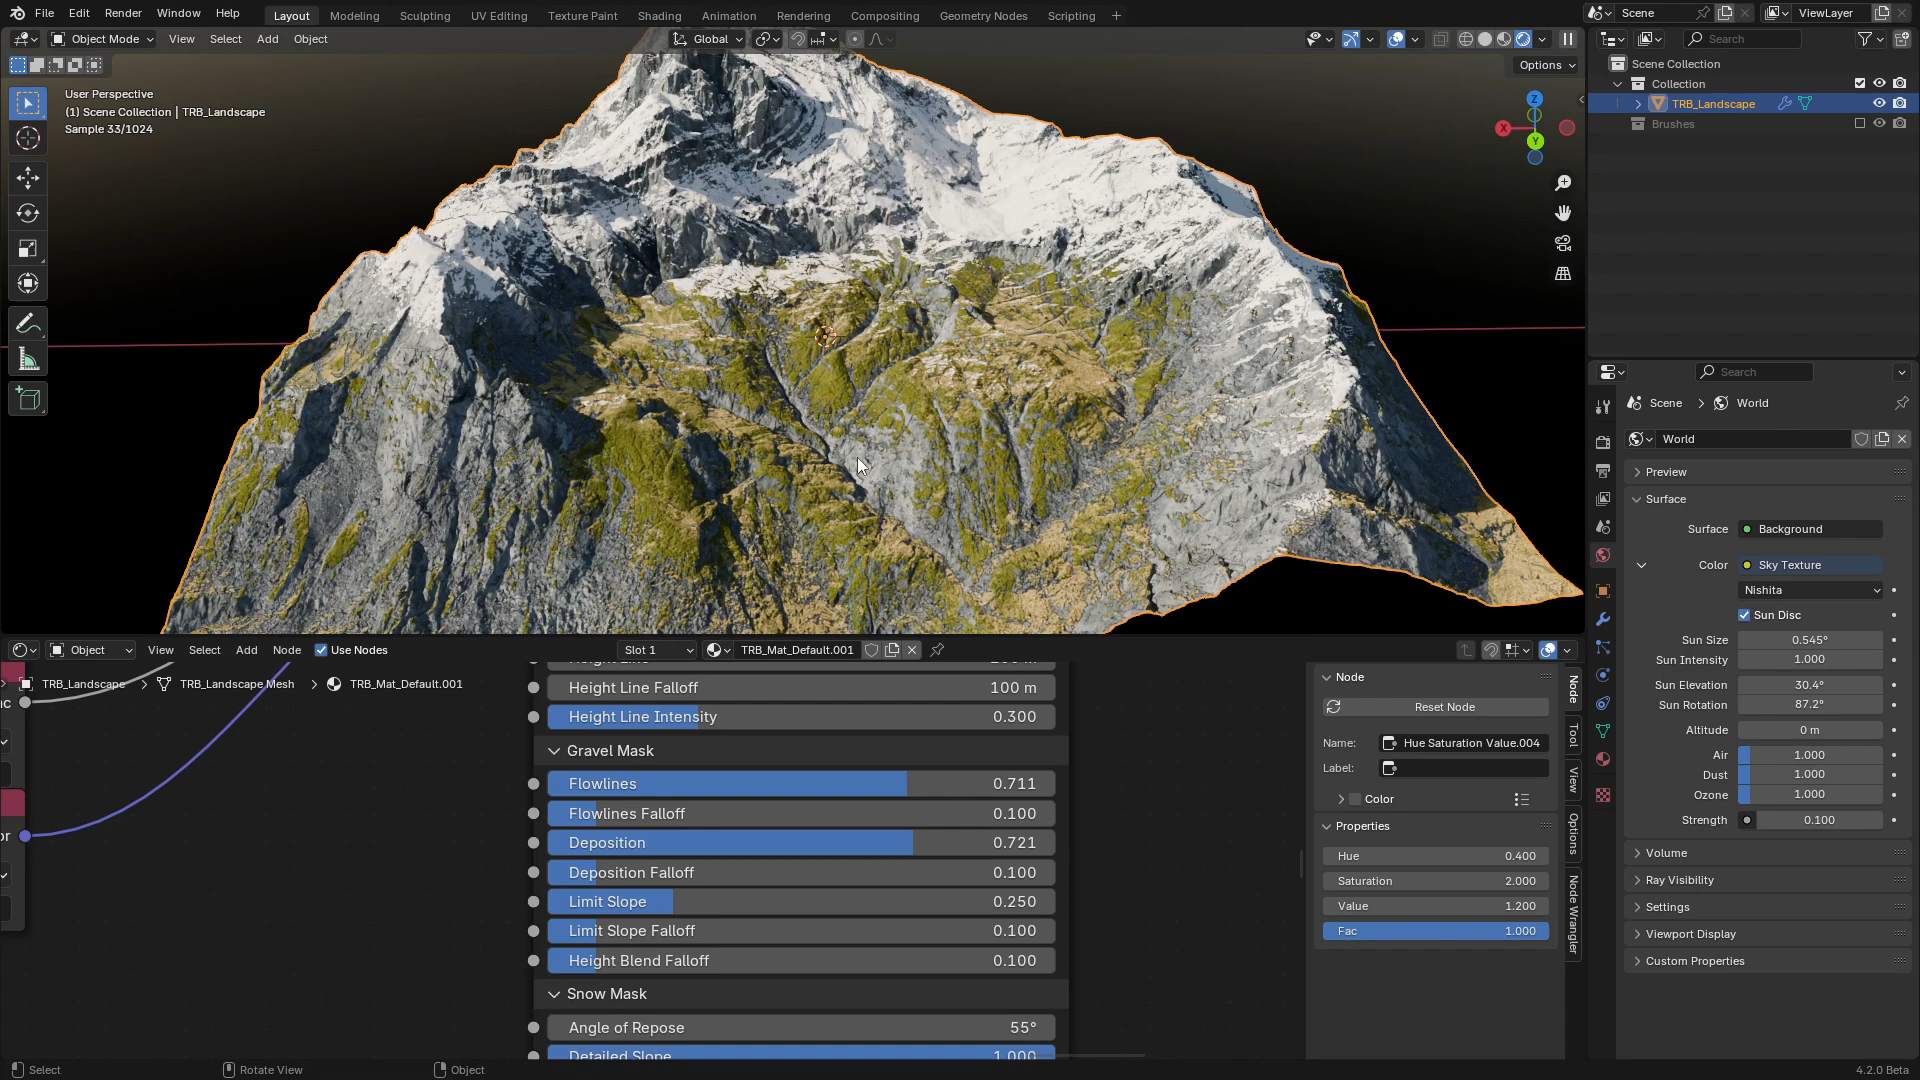 File Edit Render Window Help
Layout Modeling Sculpting UV Editing Texture Paint Shading Animation Rendering Compositing Geometry Nodes Scripting +
Scene
ViewLayer
Object Mode View Select Add Object
Global
Options
User Perspective
(1) Scene Collection | TRB_Landscape
Sample 33/1024
Z
X
Y
Search
Scene Collection
Collection
TRB_Landscape
Brushes
Search
Scene > World
World
Preview
Surface
Surface Background
Color Sky Texture
Nishita
Sun Disc
Sun Size 0.545°
Sun Intensity 1.000
Sun Elevation 30.4°
Sun Rotation 87.2°
Altitude 0 m
Air 1.000
Dust 1.000
Ozone 1.000
Strength 0.100
Volume
Ray Visibility
Settings
Viewport Display
Custom Properties
Object View Select Add Node Use Nodes
Slot 1
TRB_Mat_Default.001
TRB_Landscape > TRB_Landscape Mesh > TRB_Mat_Default.001
Height Line Falloff 100 m
Height Line Intensity 0.300
Gravel Mask
Flowlines 0.711
Flowlines Falloff 0.100
Deposition 0.721
Deposition Falloff 0.100
Limit Slope 0.250
Limit Slope Falloff 0.100
Height Blend Falloff 0.100
Snow Mask
Angle of Repose 55°
Detailed Slope 1.000
Node
Reset Node
Name: Hue Saturation Value.004
Label:
Color
Properties
Hue 0.400
Saturation 2.000
Value 1.200
Fac 1.000
Node
Tool
View
Options
Node Wrangler
Select
Rotate View
Object
4.2.0 Beta